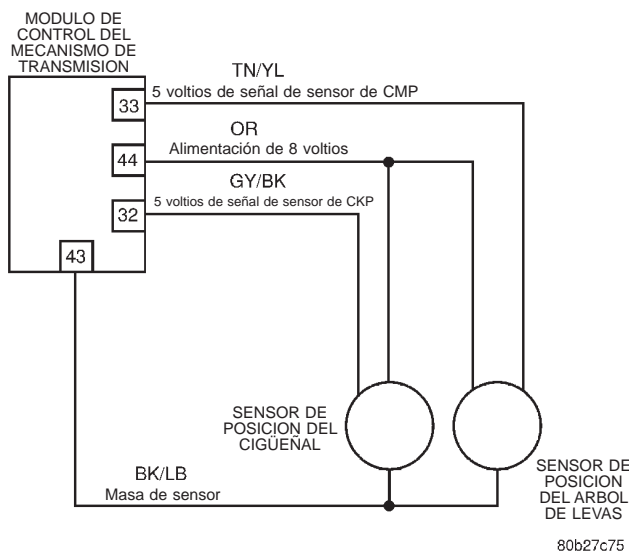 MODULO DE
CONTROL DEL
MECANISMO DE
TRANSMISION
TN/YL
33
5 voltios de señal de sensor de CMP
OR
44
Alimentación de 8 voltios
GY/BK
32
5 voltios de señal de sensor de CKP
43
SENSOR DE
POSICION DEL
CIGÜEÑAL
SENSOR DE
POSICION
DEL ARBOL
DE LEVAS
BK/LB
Masa de sensor
80b27c75